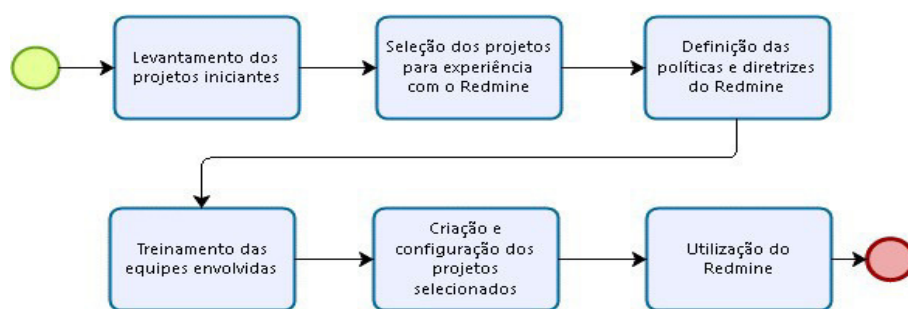 Levantamento dos
projetos iniciantes
Seleção dos projetos
para experiência
com o Redmine
Definição das
políticas e diretrizes
do Redmine
Treinamento das
equipes envolvidas
Criação e
configuração dos
projetos
selecionados
Utilização do
Redmine